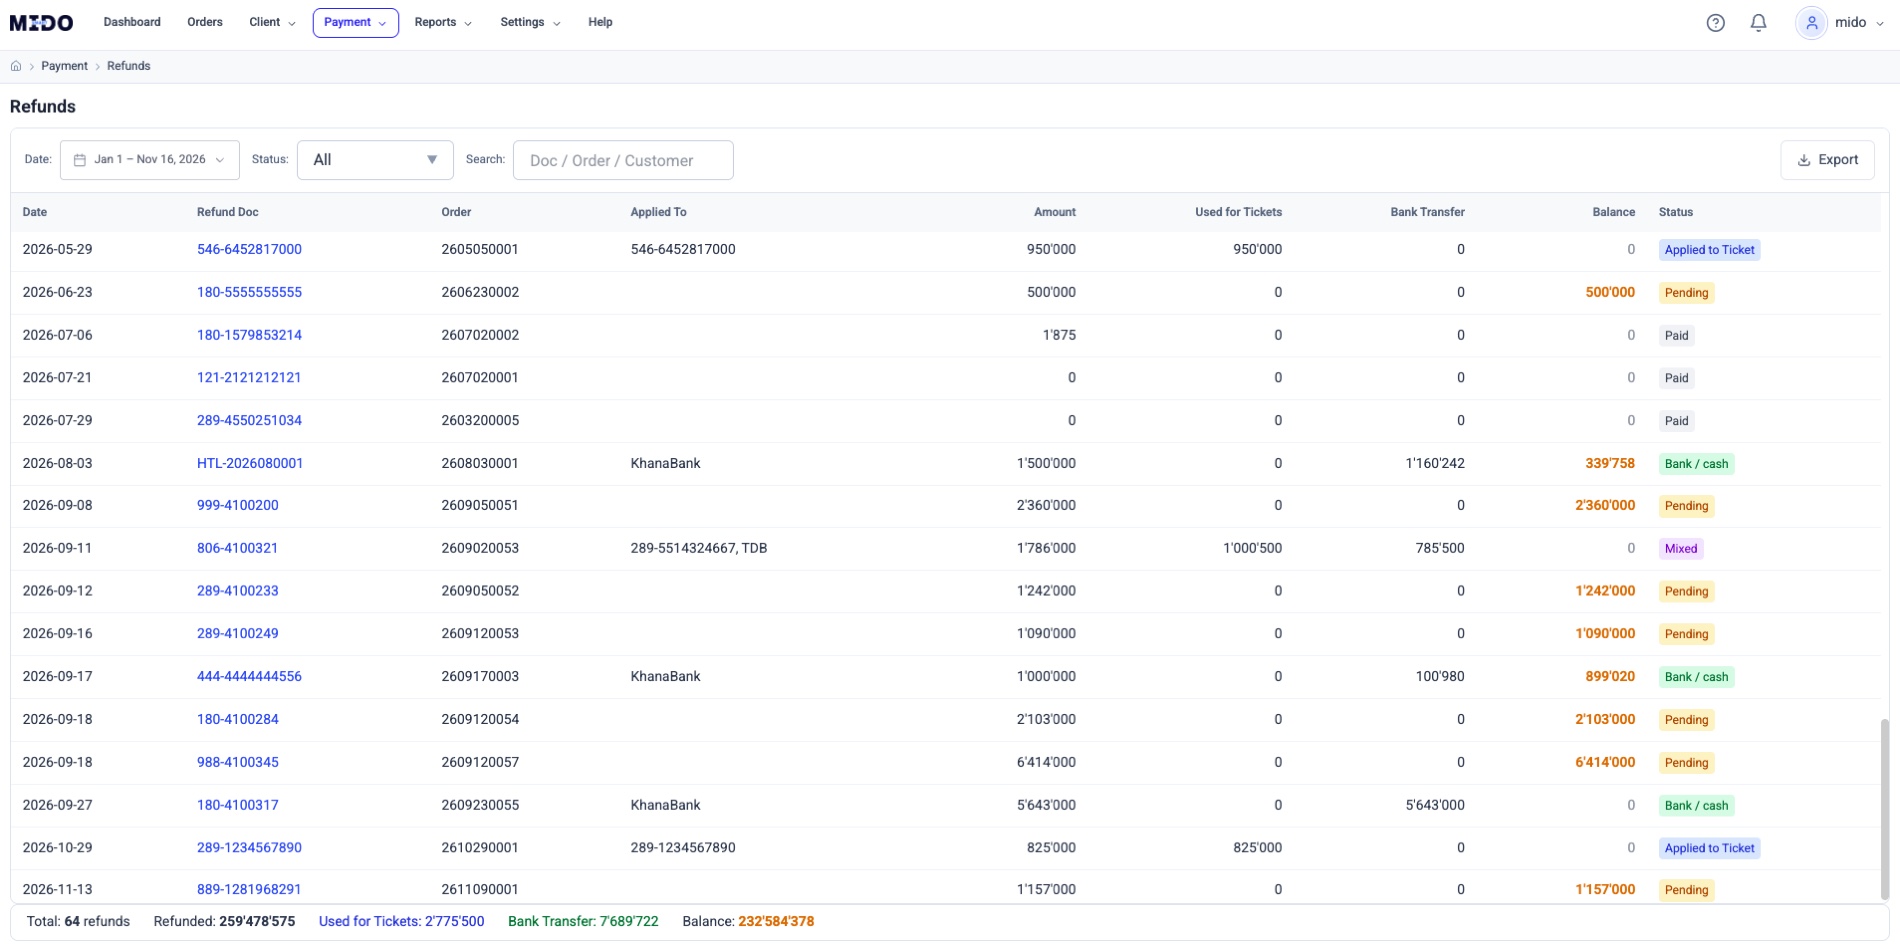 MIDO Dashboard Orders Client Payment Reports Settings Help mido
Payment > Refunds
Refunds
Date: Jan 1 – Nov 16, 2026 Status: All Search: Doc / Order / Customer Export
Date Refund Doc Order Applied To Amount Used for Tickets Bank Transfer Balance Status
2026-05-29 546-6452817000 2605050001 546-6452817000 950'000 950'000 0 0 Applied to Ticket
2026-06-23 180-5555555555 2606230002 500'000 0 0 500'000 Pending
2026-07-06 180-1579853214 2607020002 1'875 0 0 0 Paid
2026-07-21 121-2121212121 2607020001 0 0 0 0 Paid
2026-07-29 289-4550251034 2603200005 0 0 0 0 Paid
2026-08-03 HTL-2026080001 2608030001 KhanaBank 1'500'000 0 1'160'242 339'758 Bank / cash
2026-09-08 999-4100200 2609050051 2'360'000 0 0 2'360'000 Pending
2026-09-11 806-4100321 2609020053 289-5514324667, TDB 1'786'000 1'000'500 785'500 0 Mixed
2026-09-12 289-4100233 2609050052 1'242'000 0 0 1'242'000 Pending
2026-09-16 289-4100249 2609120053 1'090'000 0 0 1'090'000 Pending
2026-09-17 444-4444444556 2609170003 KhanaBank 1'000'000 0 100'980 899'020 Bank / cash
2026-09-18 180-4100284 2609120054 2'103'000 0 0 2'103'000 Pending
2026-09-18 988-4100345 2609120057 6'414'000 0 0 6'414'000 Pending
2026-09-27 180-4100317 2609230055 KhanaBank 5'643'000 0 5'643'000 0 Bank / cash
2026-10-29 289-1234567890 2610290001 289-1234567890 825'000 825'000 0 0 Applied to Ticket
2026-11-13 889-1281968291 2611090001 1'157'000 0 0 1'157'000 Pending
Total: 64 refunds Refunded: 259'478'575 Used for Tickets: 2'775'500 Bank Transfer: 7'689'722 Balance: 232'584'378